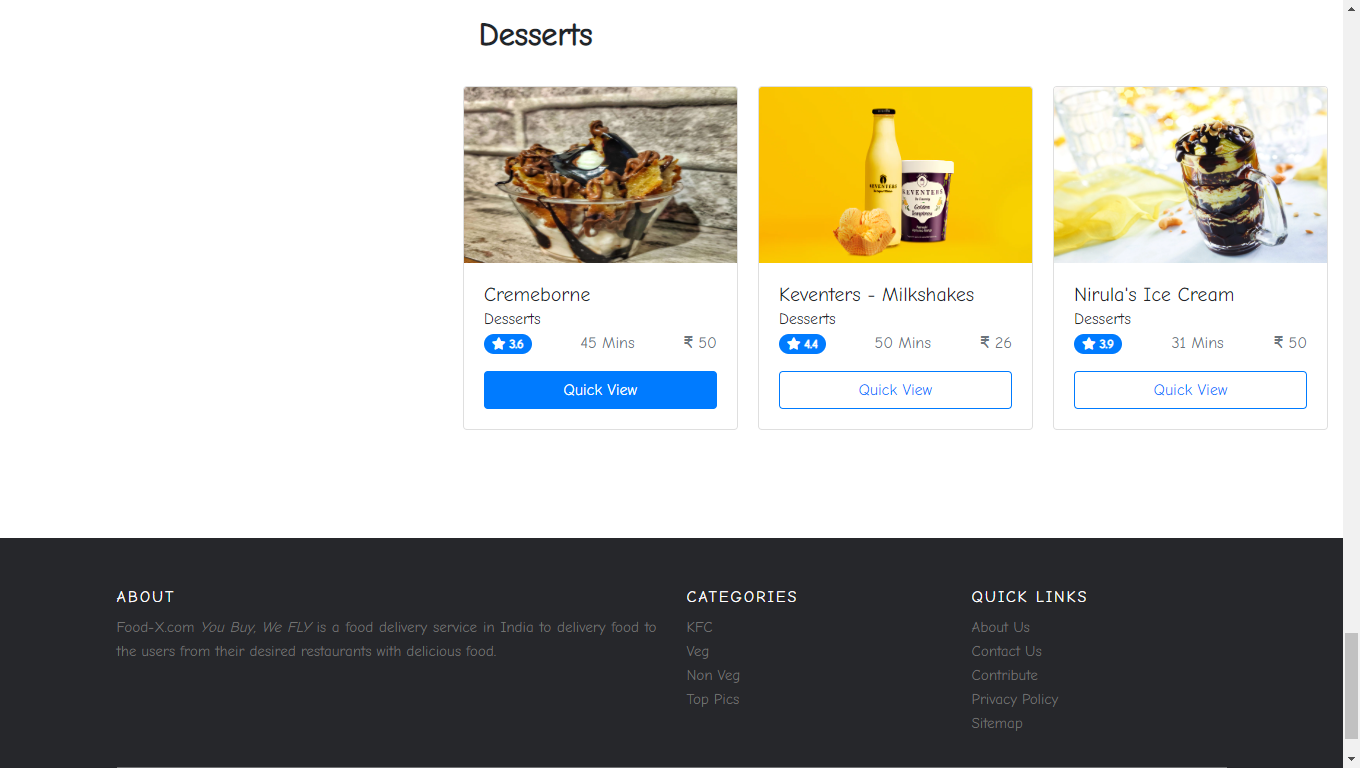 Desserts
KEVENTERS
KEVENTERS
Golden
Cremeborne
Desserts
3.6
45 Mins
₹ 50
Quick View
Keventers - Milkshakes
Desserts
4.4
50 Mins
₹ 26
Quick View
Nirula's Ice Cream
Desserts
3.9
31 Mins
₹ 50
Quick View
ABOUT
Food-X.com You Buy, We FLY is a food delivery service in India to delivery food to
the users from their desired restaurants with delicious food.
CATEGORIES
KFC
Veg
Non Veg
Top Pics
QUICK LINKS
About Us
Contact Us
Contribute
Privacy Policy
Sitemap